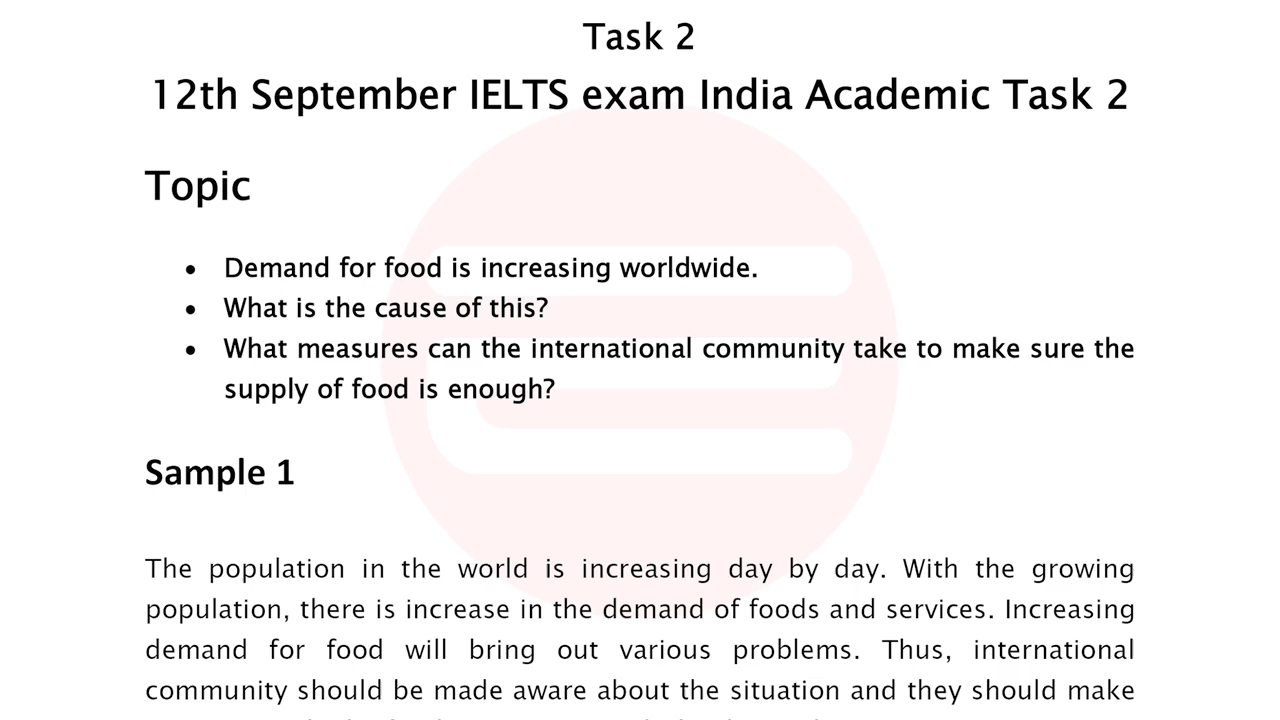 Task 2
12th September IELTS exam India Academic Task 2
Topic
• Demand for food is increasing worldwide.
• What is the cause of this?
• What measures can the international community take to make sure the
supply of food is enough?
Sample 1
The population in the world is increasing day by day. With the growing
population, there is increase in the demand of foods and services. Increasing
demand for food will bring out various problems. Thus, international
community should be made aware about the situation and they should make